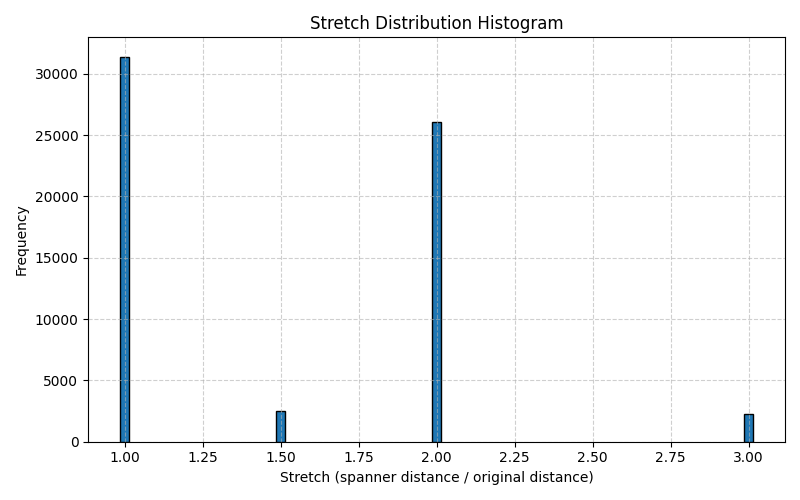 Stretch Distribution Histogram
Frequency
30000
25000
20000
15000
10000
5000
0
1.00 1.25 1.50 1.75 2.00 2.25 2.50 2.75 3.00
Stretch (spanner distance / original distance)